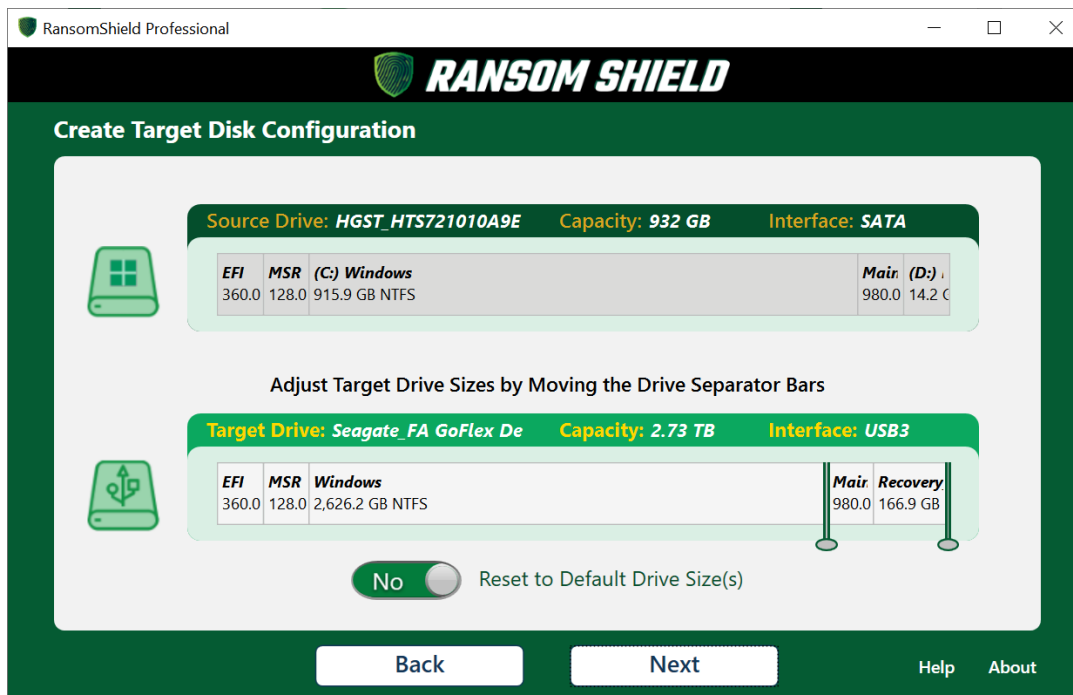 RansomShield Professional
RANSOM SHIELD
Create Target Disk Configuration
Source Drive: HGST_HTS721010A9E Capacity: 932 GB Interface: SATA
EFI MSR (C:) Windows Main (D:)
360.0 128.0 915.9 GB NTFS 980.0 14.2
Adjust Target Drive Sizes by Moving the Drive Separator Bars
Target Drive: Seagate_FA GoFlex De Capacity: 2.73 TB Interface: USB3
EFI MSR Windows Main Recovery
360.0 128.0 2,626.2 GB NTFS 980.0 166.9 GB
No Reset to Default Drive Size(s)
Back Next Help About